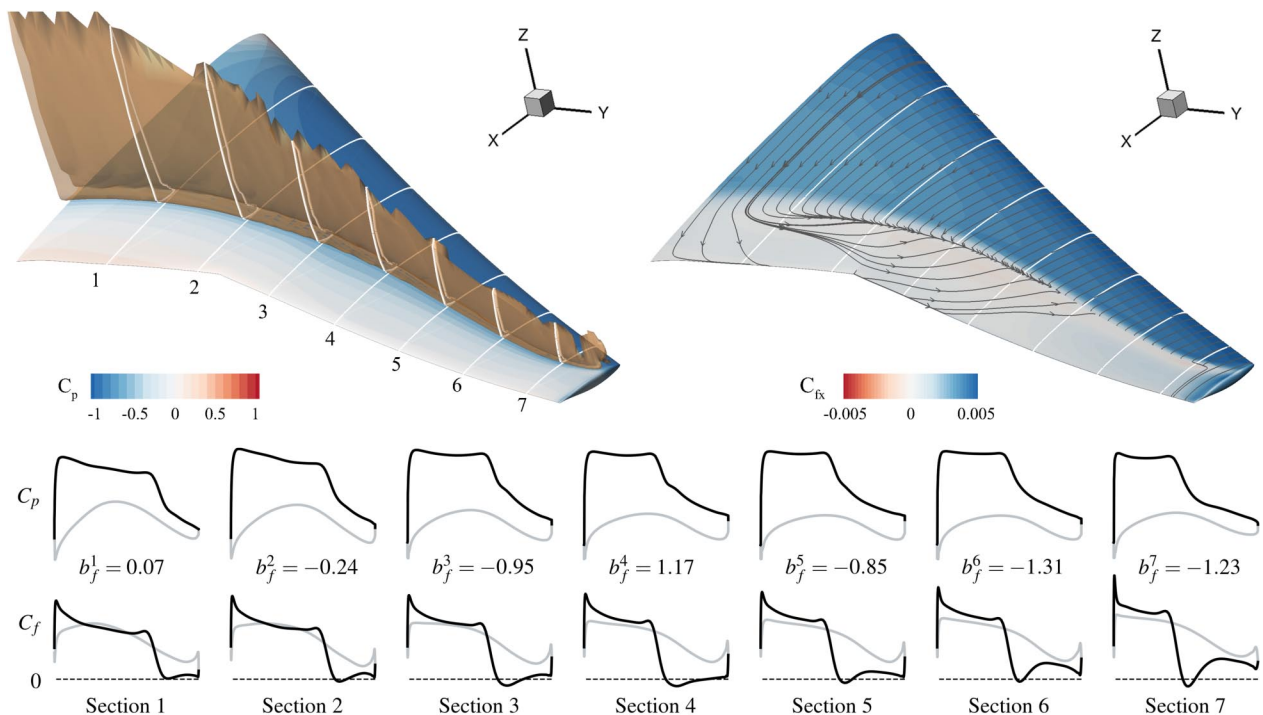 Z
Y
X
Z
Y
X
1
2
3
4
5
6
7
C_p
-1 -0.5 0 0.5 1
C_fx
-0.005 0 0.005
C_p
b_f^1 = 0.07 b_f^2 = −0.24 b_f^3 = −0.95 b_f^4 = 1.17 b_f^5 = −0.85 b_f^6 = −1.31 b_f^7 = −1.23
C_f
0
Section 1 Section 2 Section 3 Section 4 Section 5 Section 6 Section 7